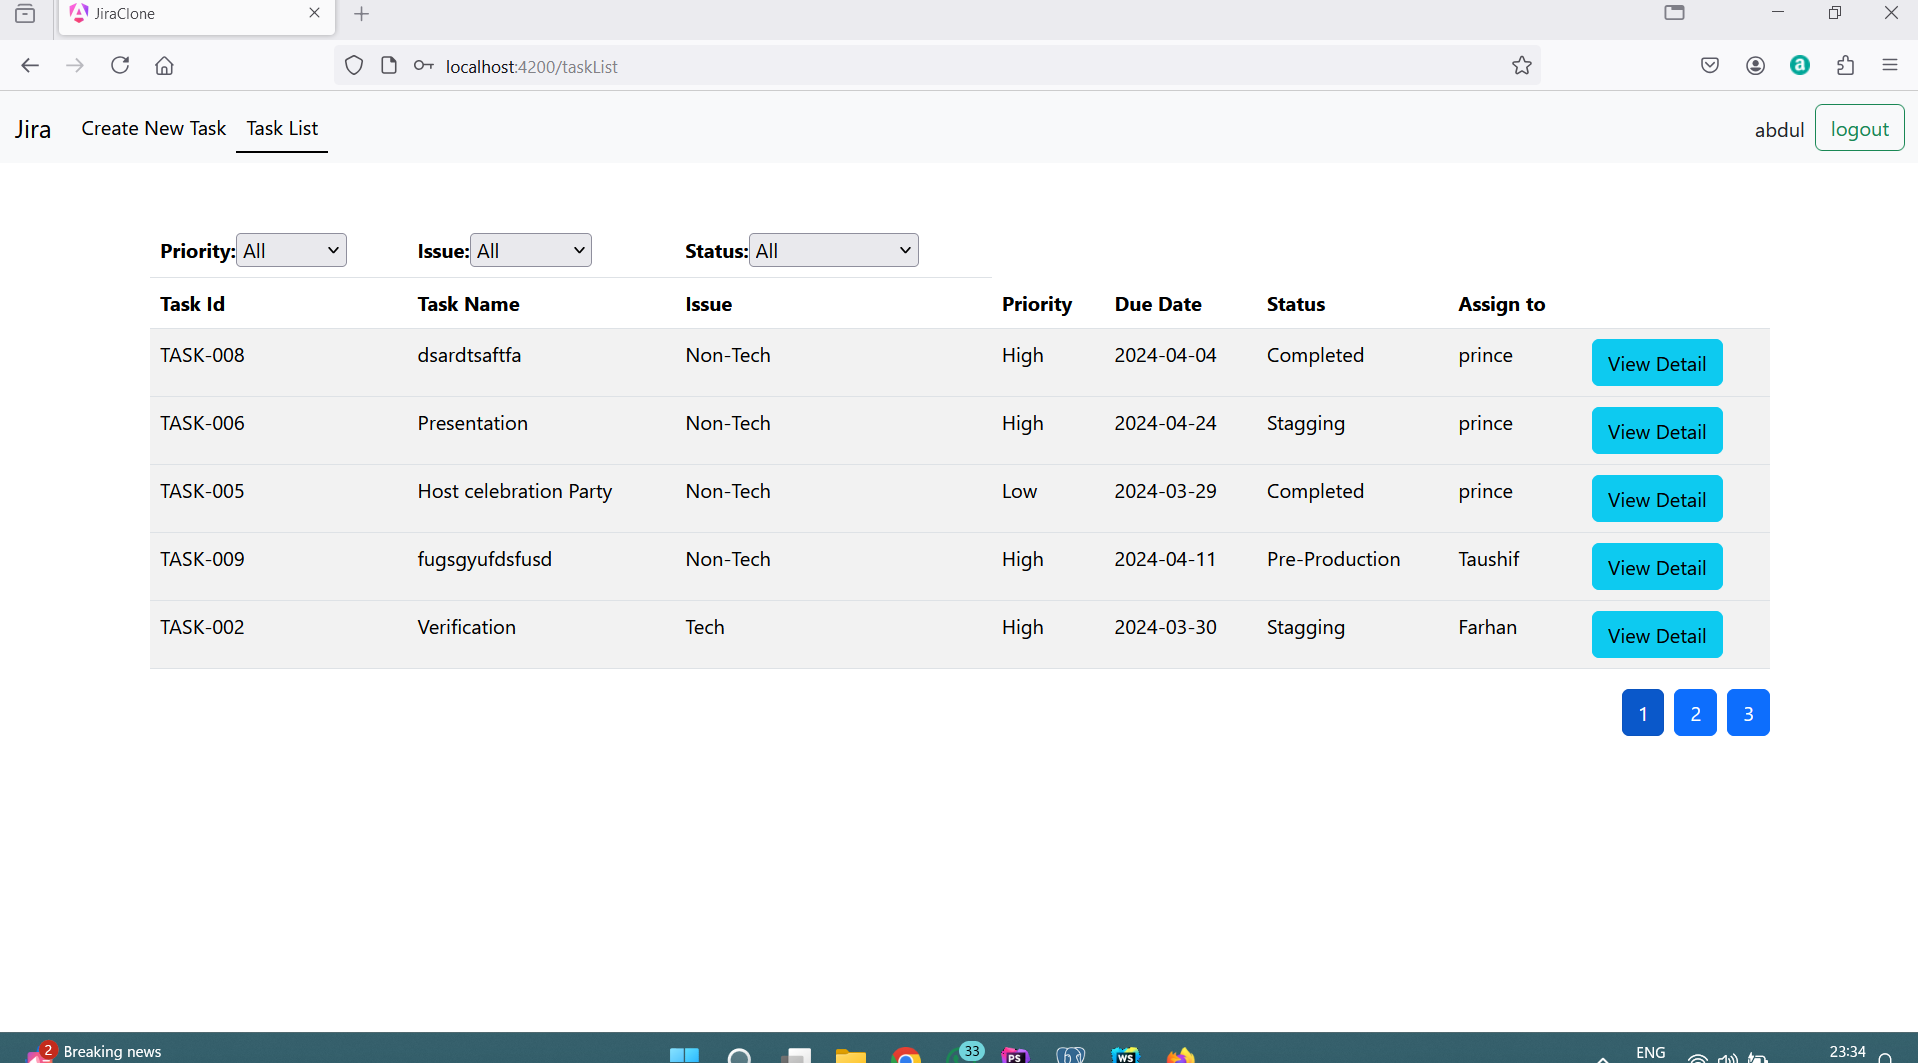 JiraClone
localhost:4200/taskList
Jira Create New Task Task List abdul logout
Priority: All Issue: All Status: All
Task Id Task Name Issue Priority Due Date Status Assign to
TASK-008 dsardtsaftfa Non-Tech High 2024-04-04 Completed prince View Detail
TASK-006 Presentation Non-Tech High 2024-04-24 Stagging prince View Detail
TASK-005 Host celebration Party Non-Tech Low 2024-03-29 Completed prince View Detail
TASK-009 fugsgyufdsfusd Non-Tech High 2024-04-11 Pre-Production Taushif View Detail
TASK-002 Verification Tech High 2024-03-30 Stagging Farhan View Detail
1 2 3
2 Breaking news 33 PS WS ENG 23:34